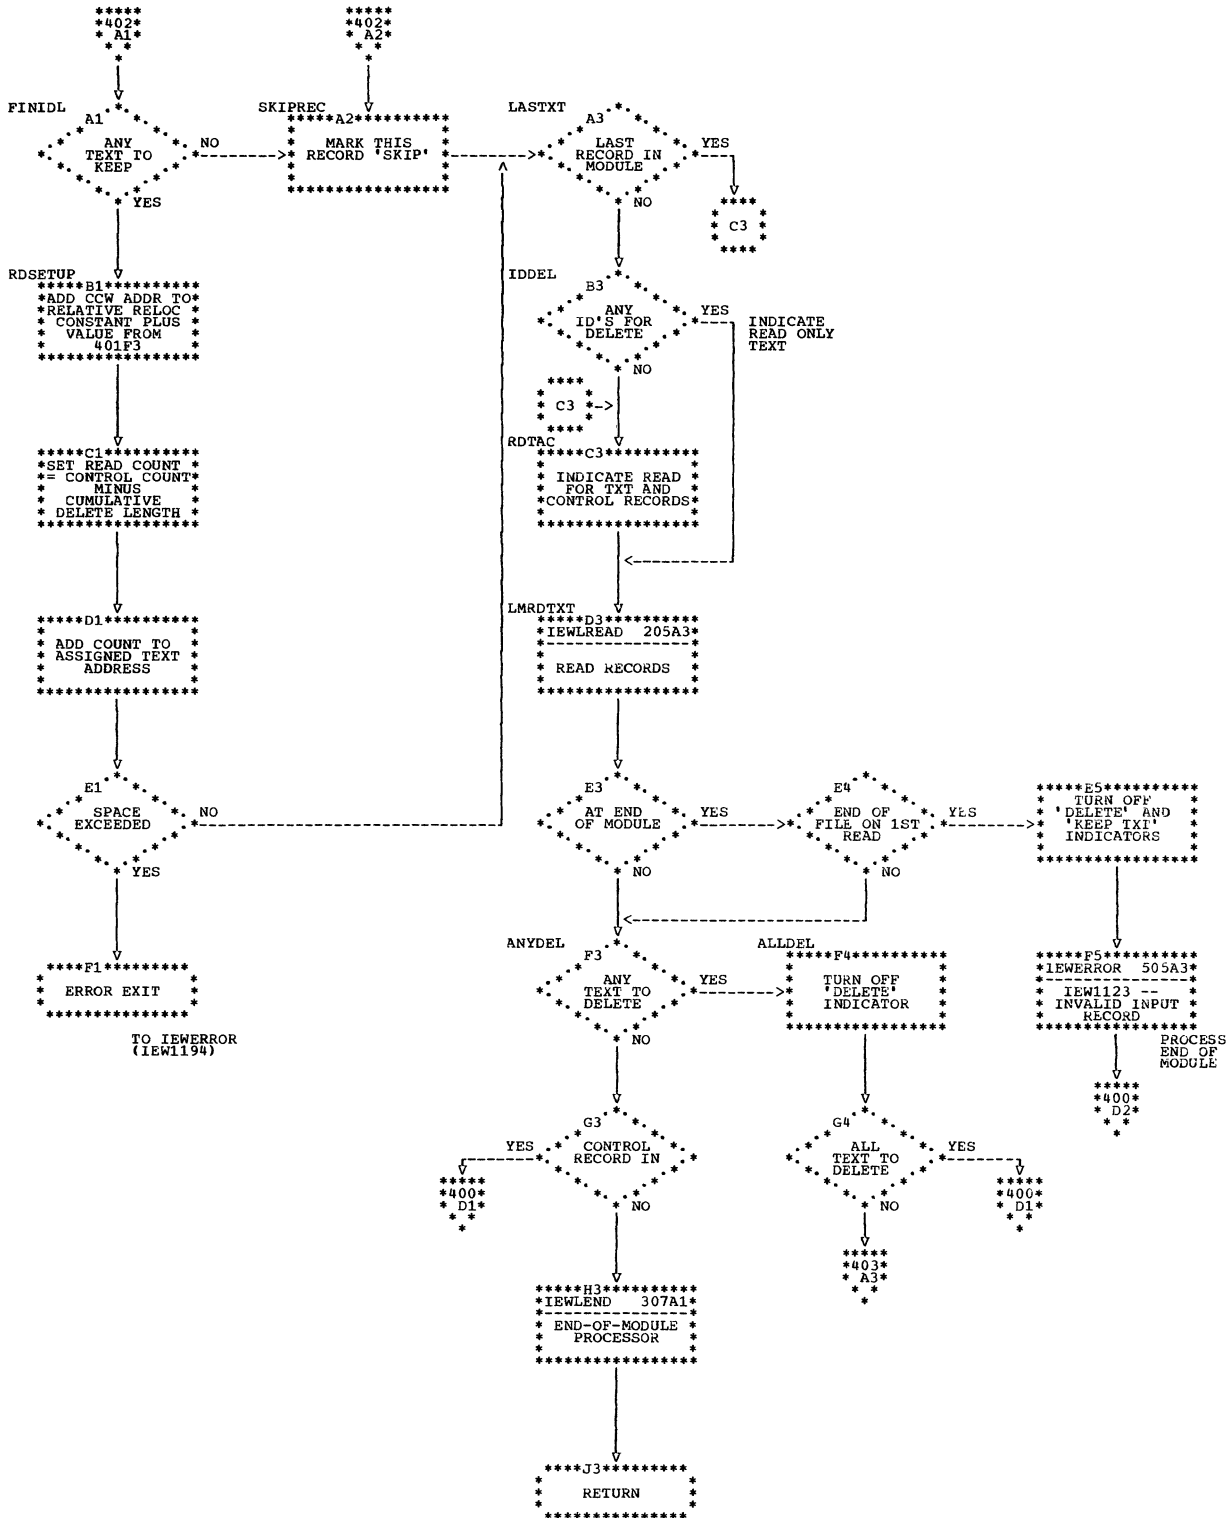 402
A1
402
A2
FINIDL
A1
ANY
TEXT TO
KEEP
NO
YES
SKIPREC
A2
MARK THIS
RECORD 'SKIP'
LASTXT
A3
LAST
RECORD IN
MODULE
YES
NO
C3
RDSETUP
B1
ADD CCW ADDR TO
RELATIVE RELOC
CONSTANT PLUS
VALUE FROM
401F3
IDDEL
B3
ANY
ID'S FOR
DELETE
YES
NO
INDICATE
READ ONLY
TEXT
C3
C1
SET READ COUNT
= CONTROL COUNT
MINUS
CUMULATIVE
DELETE LENGTH
RDTAC
C3
INDICATE READ
FOR TXT AND
CONTROL RECORDS
D1
ADD COUNT TO
ASSIGNED TEXT
ADDRESS
LMRDTXT
D3
IEWLREAD 205A3
READ RECORDS
E1
SPACE
EXCEEDED
NO
YES
E3
AT END
OF MODULE
YES
NO
E4
END OF
FILE ON 1ST
READ
YES
NO
E5
TURN OFF
'DELETE' AND
'KEEP TXT'
INDICATORS
F1
ERROR EXIT
TO IEWERROR
(IEW1194)
ANYDEL
F3
ANY
TEXT TO
DELETE
YES
NO
ALLDEL
F4
TURN OFF
'DELETE'
INDICATOR
F5
IEWERROR 505A3
IEW1123 --
INVALID INPUT
RECORD
PROCESS
END OF
MODULE
400
D2
G3
CONTROL
RECORD IN
YES
NO
400
D1
G4
ALL
TEXT TO
DELETE
YES
NO
400
D1
403
A3
H3
IEWLEND 307A1
END-OF-MODULE
PROCESSOR
J3
RETURN